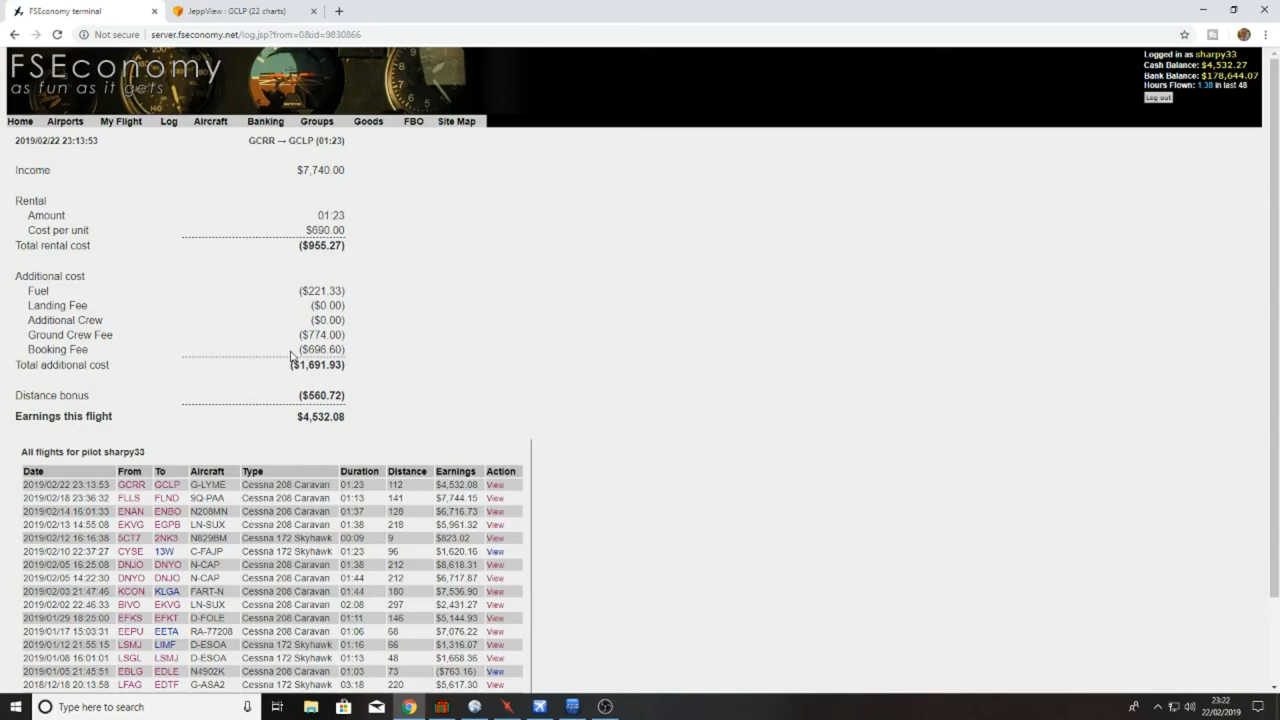 FSEconomy terminal
JeppView : GCLP (22 charts)
Not secure | server.fseconomy.net/log.jsp?from=0&id=9830866
FSEconomy
as fun as it gets
Logged in as sharpy33
Cash Balance: $4,532.27
Bank Balance: $178,644.07
Hours Flown: 1.38 in last 48
Log out
Home Airports My Flight Log Aircraft Banking Groups Goods FBO Site Map
2019/02/22 23:13:53 GCRR → GCLP (01:23)
Income $7,740.00
Rental
Amount 01:23
Cost per unit $690.00
Total rental cost ($955.27)
Additional cost
Fuel ($221.33)
Landing Fee ($0.00)
Additional Crew ($0.00)
Ground Crew Fee ($774.00)
Booking Fee ($696.60)
Total additional cost ($1,691.93)
Distance bonus ($560.72)
Earnings this flight $4,532.08
All flights for pilot sharpy33
Date From To Aircraft Type Duration Distance Earnings Action
2019/02/22 23:13:53 GCRR GCLP G-LYME Cessna 208 Caravan 01:23 112 $4,532.08 View
2019/02/18 23:36:32 FLLS FLND 9Q-PAA Cessna 208 Caravan 01:13 141 $7,744.15 View
2019/02/14 16:01:33 ENAN ENBO N208MN Cessna 208 Caravan 01:37 128 $6,716.73 View
2019/02/13 14:55:08 EKVG EGPB LN-SUX Cessna 208 Caravan 01:38 218 $5,961.32 View
2019/02/12 16:16:38 5CT7 2NK3 N829BM Cessna 172 Skyhawk 00:09 9 $823.02 View
2019/02/10 22:37:27 CYSE 13W C-FAJP Cessna 172 Skyhawk 01:23 96 $1,620.16 View
2019/02/05 16:25:08 DNJO DNYO N-CAP Cessna 208 Caravan 01:38 212 $8,618.31 View
2019/02/05 14:22:30 DNYO DNJO N-CAP Cessna 208 Caravan 01:44 212 $6,717.87 View
2019/02/03 21:47:46 KCON KLGA FART-N Cessna 208 Caravan 01:44 180 $7,536.90 View
2019/02/02 22:46:33 BIVO EKVG LN-SUX Cessna 208 Caravan 02:08 297 $2,431.27 View
2019/01/29 18:25:00 EFKS EFKT D-FOLE Cessna 208 Caravan 01:11 146 $5,144.93 View
2019/01/17 15:03:31 EEPU EETA RA-77208 Cessna 208 Caravan 01:06 68 $7,076.22 View
2019/01/12 21:55:15 LSMJ LIMF D-ESOA Cessna 172 Skyhawk 01:16 66 $1,316.07 View
2019/01/08 16:01:01 LSGL LSMJ D-ESOA Cessna 172 Skyhawk 01:13 48 $1,668.36 View
2019/01/05 21:45:51 EBLG EDLE N4902K Cessna 208 Caravan 01:03 73 ($763.16) View
2018/12/18 20:13:58 LFAG EDTF G-ASA2 Cessna 172 Skyhawk 03:18 220 $5,617.30 View
Type here to search
23:22
22/02/2019